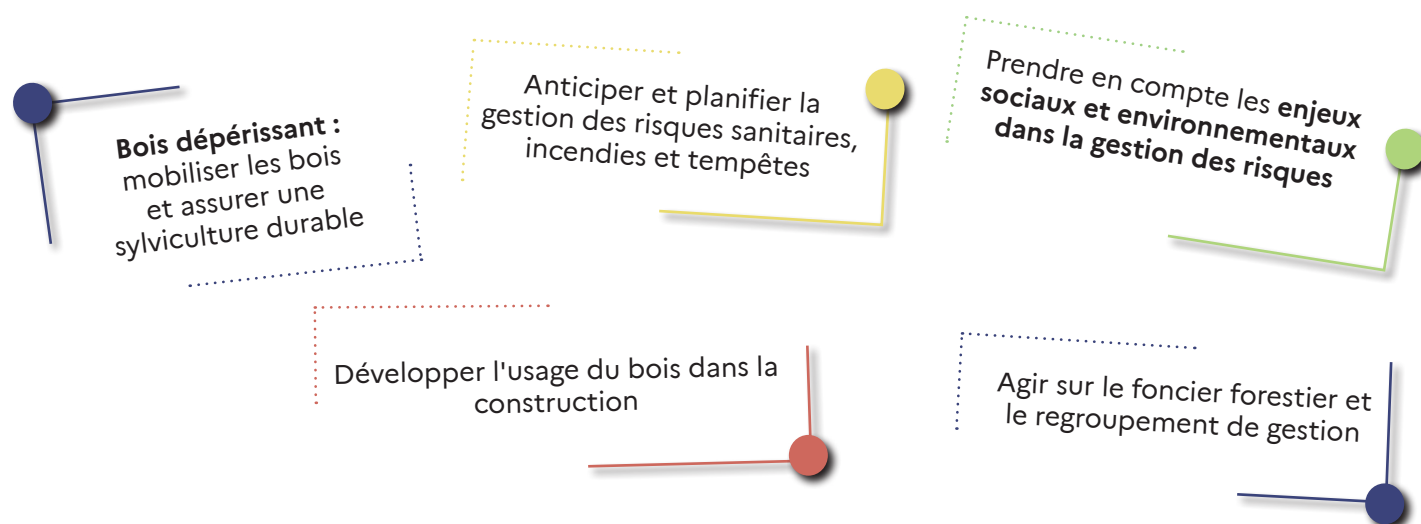 Bois dépérissant :
mobiliser les bois
et assurer une
sylviculture durable
Anticiper et planifier la
gestion des risques sanitaires,
incendies et tempêtes
Prendre en compte les enjeux
sociaux et environnementaux
dans la gestion des risques
Développer l'usage du bois dans la
construction
Agir sur le foncier forestier et
le regroupement de gestion